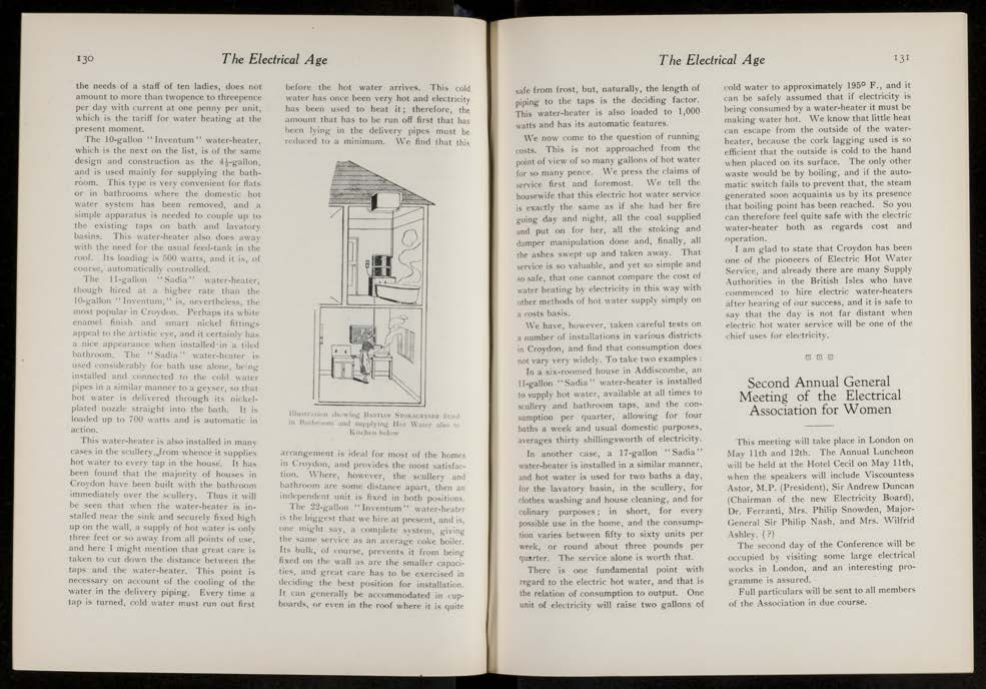 130
The Electrical Age
the needs of a staff of ten ladies, does not
amount to more than twopence to threepence
per day with current at one penny per unit,
which is the tariff for water heating at the
present moment.
The 10-gallon "Inventum" water-heater,
which is the next on the list, is of the same
design and construction as the 4½-gallon,
and is used mainly for supplying the bath-
room. This type is very convenient for flats
or in bathrooms where the domestic hot
water system has been removed, and a
simple apparatus is needed to couple up to
the existing taps on bath and lavatory
basins. This water-heater also does away
with the need for the usual feed-tank in the
roof. Its loading is 500 watts, and it is, of
course, automatically controlled.
The 11-gallon "Sadia" water-heater,
though hired at a higher rate than the
10-gallon "Inventum," is, nevertheless, the
most popular in Croydon. Perhaps its white
enamel finish and smart nickel fittings
appeal to the artistic eye, and it certainly has
a nice appearance when installed in a tiled
bathroom. The "Sadia" water-heater is
used considerably for bath use alone, being
installed and connected to the cold water
pipes in a similar manner to a geyser, so that
hot water is delivered through its nickel-
plated nozzle straight into the bath. It is
loaded up to 700 watts and is automatic in
action.
This water-heater is also installed in many
cases in the scullery, from whence it supplies
hot water to every tap in the house. It has
been found that the majority of houses in
Croydon have been built with the bathroom
immediately over the scullery. Thus it will
be seen that when the water-heater is in-
stalled near the sink and securely fixed high
up on the wall, a supply of hot water is only
three feet or so away from all points of use,
and here I might mention that great care is
taken to cut down the distance between the
taps and the water-heater. This point is
necessary on account of the cooling of the
water in the delivery piping. Every time a
tap is turned, cold water must run out first
before the hot water arrives. This cold
water has once been very hot and electricity
has been used to heat it; therefore, the
amount that has to be run off first that has
been lying in the delivery pipes must be
reduced to a minimum. We find that this
Illustration showing Bastian Storagester fixed
in Bathroom and supplying Hot Water also to
Kitchen below
arrangement is ideal for most of the homes
in Croydon, and provides the most satisfac-
tion. Where, however, the scullery and
bathroom are some distance apart, then an
independent unit is fixed in both positions.
The 22-gallon "Inventum" water-heater
is the biggest that we hire at present, and is,
one might say, a complete system, giving
the same service as an average coke boiler.
Its bulk, of course, prevents it from being
fixed on the wall as are the smaller capaci-
ties, and great care has to be exercised in
deciding the best position for installation.
It can generally be accommodated in cup-
boards, or even in the roof where it is quite
The Electrical Age
131
safe from frost, but, naturally, the length of
piping to the taps is the deciding factor.
This water-heater is also loaded to 1,000
watts and has its automatic features.
We now come to the question of running
costs. This is not approached from the
point of view of so many gallons of hot water
for so many pence. We press the claims of
service first and foremost. We tell the
housewife that this electric hot water service
is exactly the same as if she had her fire
going day and night, all the coal supplied
and put on for her, all the stoking and
damper manipulation done and, finally, all
the ashes swept up and taken away. That
service is so valuable, and yet so simple and
so safe, that one cannot compare the cost of
water heating by electricity in this way with
other methods of hot water supply simply on
a costs basis.
We have, however, taken careful tests on
a number of installations in various districts
in Croydon, and find that consumption does
not vary very widely. To take two examples:
In a six-roomed house in Addiscombe, an
11-gallon "Sadia" water-heater is installed
to supply hot water, available at all times to
scullery and bathroom taps, and the con-
sumption per quarter, allowing for four
baths a week and usual domestic purposes,
averages thirty shillingsworth of electricity.
In another case, a 17-gallon "Sadia"
water-heater is installed in a similar manner,
and hot water is used for two baths a day,
for the lavatory basin, in the scullery, for
clothes washing and house cleaning, and for
culinary purposes; in short, for every
possible use in the home, and the consump-
tion varies between fifty to sixty units per
week, or round about three pounds per
quarter. The service alone is worth that.
There is one fundamental point with
regard to the electric hot water, and that is
the relation of consumption to output. One
unit of electricity will raise two gallons of
cold water to approximately 195° F., and it
can be safely assumed that if electricity is
being consumed by a water-heater it must be
making water hot. We know that little heat
can escape from the outside of the water-
heater, because the cork lagging used is so
efficient that the outside is cold to the hand
when placed on its surface. The only other
waste would be by boiling, and if the auto-
matic switch fails to prevent that, the steam
generated soon acquaints us by its presence
that boiling point has been reached. So you
can therefore feel quite safe with the electric
water-heater both as regards cost and
operation.
I am glad to state that Croydon has been
one of the pioneers of Electric Hot Water
Service, and already there are many Supply
Authorities in the British Isles who have
commenced to hire electric water-heaters
after hearing of our success, and it is safe to
say that the day is not far distant when
electric hot water service will be one of the
chief uses for electricity.
Second Annual General
Meeting of the Electrical
Association for Women
This meeting will take place in London on
May 11th and 12th. The Annual Luncheon
will be held at the Hotel Cecil on May 11th,
when the speakers will include Viscountess
Astor, M.P. (President), Sir Andrew Duncan
(Chairman of the new Electricity Board),
Dr. Ferranti, Mrs. Philip Snowden, Major-
General Sir Philip Nash, and Mrs. Wilfrid
Ashley. (?)
The second day of the Conference will be
occupied by visiting some large electrical
works in London, and an interesting pro-
gramme is assured.
Full particulars will be sent to all members
of the Association in due course.